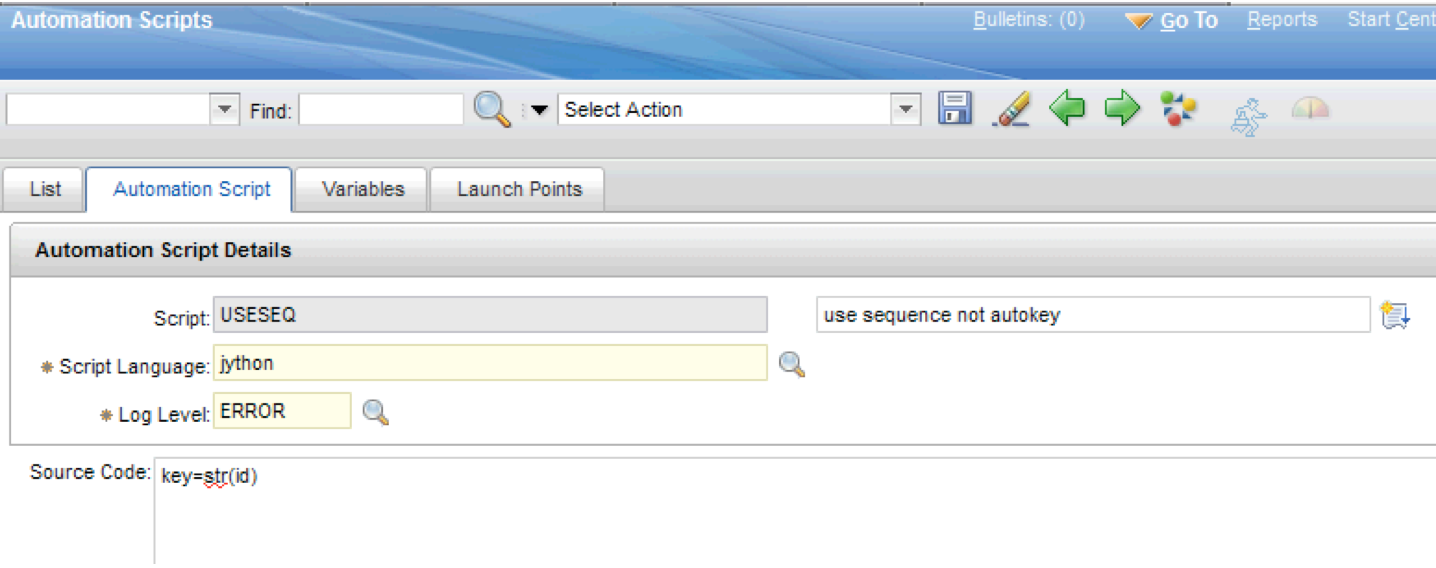 Automation Scripts Bulletins: (0) Go To Reports Start Cent
Find: Select Action
List Automation Script Variables Launch Points
Automation Script Details
Script: USESEQ use sequence not autokey
* Script Language: jython
* Log Level: ERROR
Source Code: key=str(id)